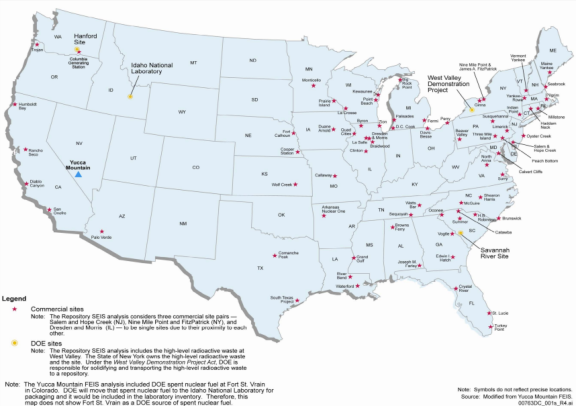 WA
Hanford
Site
Trojan
Columbia
Generating
Station
OR
ID
Idaho National
Laboratory
MT
ND
MN
Monticello
Prairie
Island
WI
Kewaunee
Point
Beach
La Crosse
MI
Big
Rock
Point
Palisades
D.C. Cook
Fermi
Davis
Besse
Perry
West Valley
Demonstration
Project
Nine Mile Point and
James A. FitzPatrick
Ginna
NY
Vermont
Yankee
VT
NH
ME
Maine
Yankee
Seabrook
Pilgrim
MA
Yankee
Rowe
CT
RI
Millstone
Haddam
Neck
Indian
Point
Susquehanna
Limerick
PA
Three Mile
Island
Beaver
Valley
NJ
Oyster Creek
Salem &
Hope Creek
Peach Bottom
Calvert Cliffs
MD
DE
Humboldt
Bay
Rancho
Seco
NV
Yucca
Mountain
CA
Diablo
Canyon
San
Onofre
UT
WY
SD
NE
IA
Duane
Arnold
Quad
Cities
Byron
Zion
Dresden
& Morris
La Salle
Braidwood
Clinton
IL
IN
OH
WV
VA
North
Anna
Surry
Fort
Calhoun
Cooper
Station
CO
KS
Wolf Creek
MO
Callaway
KY
AZ
Palo Verde
NM
OK
Arkansas
Nuclear One
AR
TN
Watts
Bar
Sequoyah
Browns
Ferry
NC
McGuire
Shearon
Harris
Oconee
Summer
H.B.
Robinson
Brunswick
Catawba
SC
Vogtle
Savannah
River Site
TX
Comanche
Peak
South Texas
Project
LA
Grand
Gulf
River
Bend
Waterford
MS
AL
GA
Edwin I.
Hatch
Joseph M.
Farley
FL
Crystal
River
St. Lucie
Turkey
Point
Legend
Commercial sites
Note: The Repository SEIS analysis considers three commercial site pairs —
Salem and Hope Creek (NJ), Nine Mile Point and FitzPatrick (NY), and
Dresden and Morris (IL) — to be single sites due to their proximity to each
other.
DOE sites
Note: The Repository SEIS analysis includes the high-level radioactive waste at
West Valley. The State of New York owns the high-level radioactive waste
and the site. Under the West Valley Demonstration Project Act, DOE is
responsible for solidifying and transporting the high-level radioactive waste
to a repository.
Note: The Yucca Mountain FEIS analysis included DOE spent nuclear fuel at Fort St. Vrain
in Colorado. DOE will move that spent nuclear fuel to the Idaho National Laboratory for
packaging and it would be included in the laboratory inventory. Therefore, this
map does not show Fort St. Vrain as a DOE source of spent nuclear fuel.
Note: Symbols do not reflect precise locations.
Source: Modified from Yucca Mountain FEIS.
00763DC_001a_R4.ai